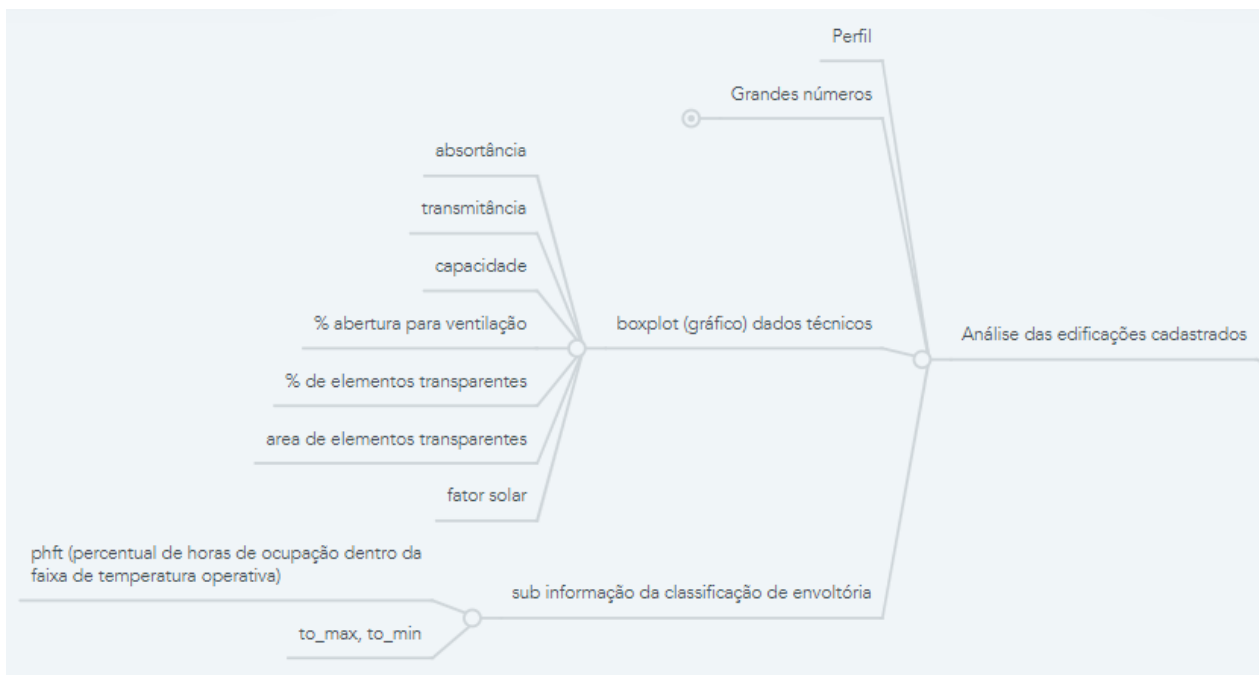 Perfil
Grandes números
absortância
transmitância
capacidade
% abertura para ventilação
boxplot (gráfico) dados técnicos
Análise das edificações cadastrados
% de elementos transparentes
area de elementos transparentes
fator solar
phft (percentual de horas de ocupação dentro da
faixa de temperatura operativa)
sub informação da classificação de envoltória
to_max, to_min